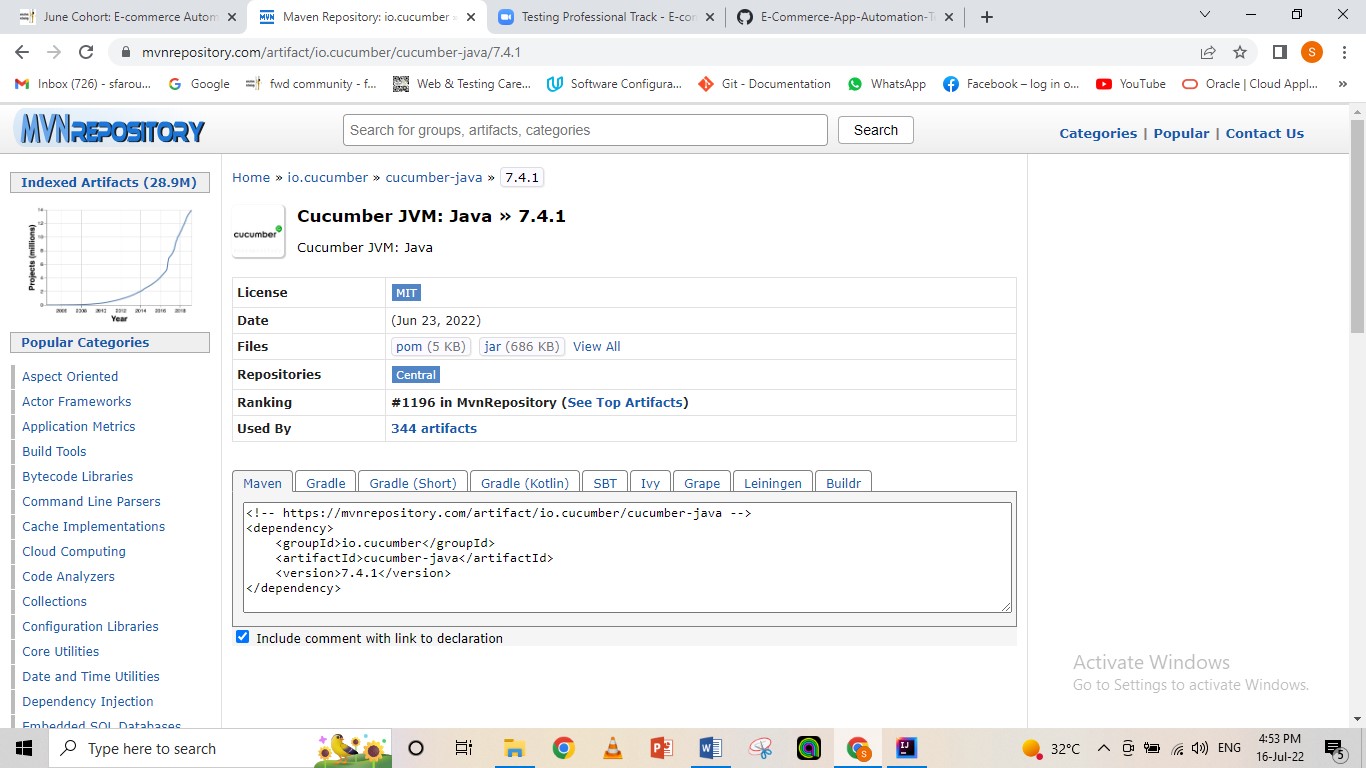 June Cohort: E-commerce Autom
Maven Repository: io.cucumber »
Testing Professional Track - E-con
E-Commerce-App-Automation-Te
mvnrepository.com/artifact/io.cucumber/cucumber-java/7.4.1
S
Inbox (726) - sfarou...
Google
fwd community - f...
Web & Testing Care...
Software Configura...
Git - Documentation
WhatsApp
Facebook – log in o...
YouTube
Oracle | Cloud Appl...
»
MVNREPOSITORY
Search for groups, artifacts, categories
Search
Categories | Popular | Contact Us
Indexed Artifacts (28.9M)
Projects (millions)
Year
Popular Categories
Aspect Oriented
Actor Frameworks
Application Metrics
Build Tools
Bytecode Libraries
Command Line Parsers
Cache Implementations
Cloud Computing
Code Analyzers
Collections
Configuration Libraries
Core Utilities
Date and Time Utilities
Dependency Injection
Embedded SQL Databases
Home » io.cucumber » cucumber-java » 7.4.1
cucumber
Cucumber JVM: Java » 7.4.1
Cucumber JVM: Java
License MIT
Date (Jun 23, 2022)
Files pom (5 KB) jar (686 KB) View All
Repositories Central
Ranking #1196 in MvnRepository (See Top Artifacts)
Used By 344 artifacts
Maven Gradle Gradle (Short) Gradle (Kotlin) SBT Ivy Grape Leiningen Buildr
<!-- https://mvnrepository.com/artifact/io.cucumber/cucumber-java -->
<dependency>
    <groupId>io.cucumber</groupId>
    <artifactId>cucumber-java</artifactId>
    <version>7.4.1</version>
</dependency>
Include comment with link to declaration
Activate Windows
Go to Settings to activate Windows.
Type here to search
32°C
ENG
4:53 PM
16-Jul-22
5